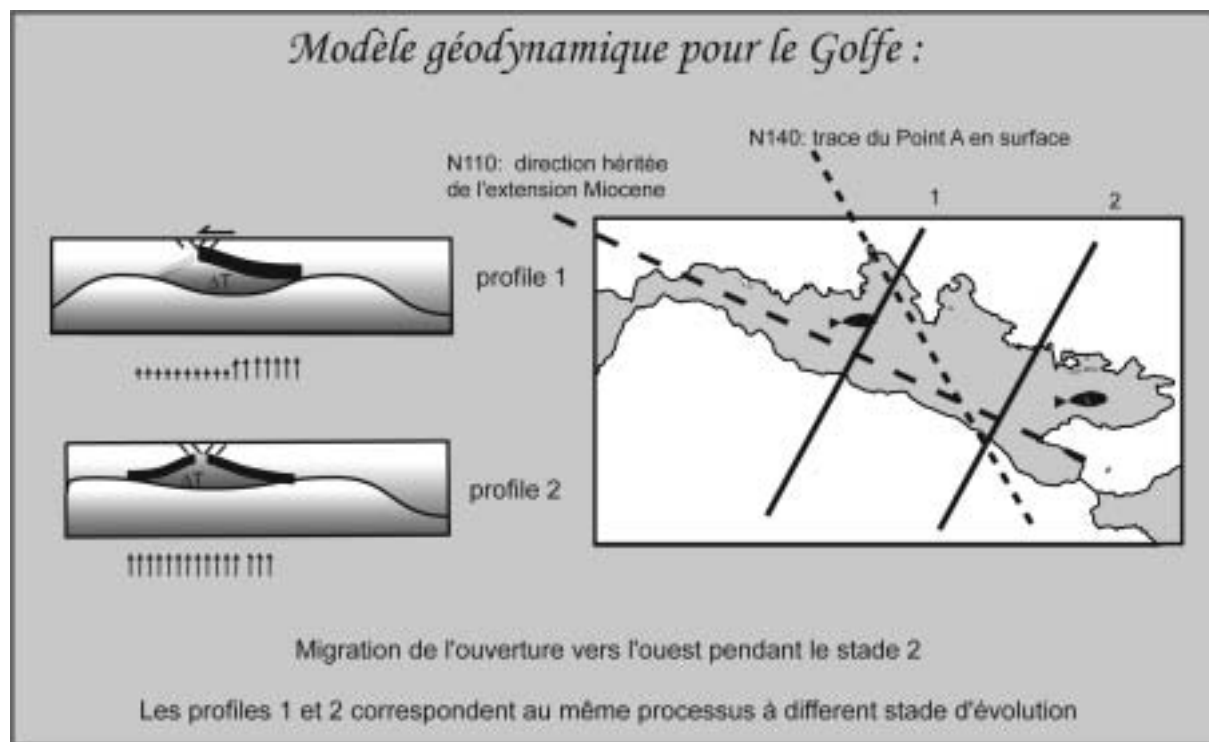 Modèle géodynamique pour le Golfe :
N140: trace du Point A en surface
N110: direction héritée
de l'extension Miocene
1
2
ΔT
profile 1
ΔT
profile 2
Migration de l'ouverture vers l'ouest pendant le stade 2
Les profiles 1 et 2 correspondent au même processus à different stade d'évolution